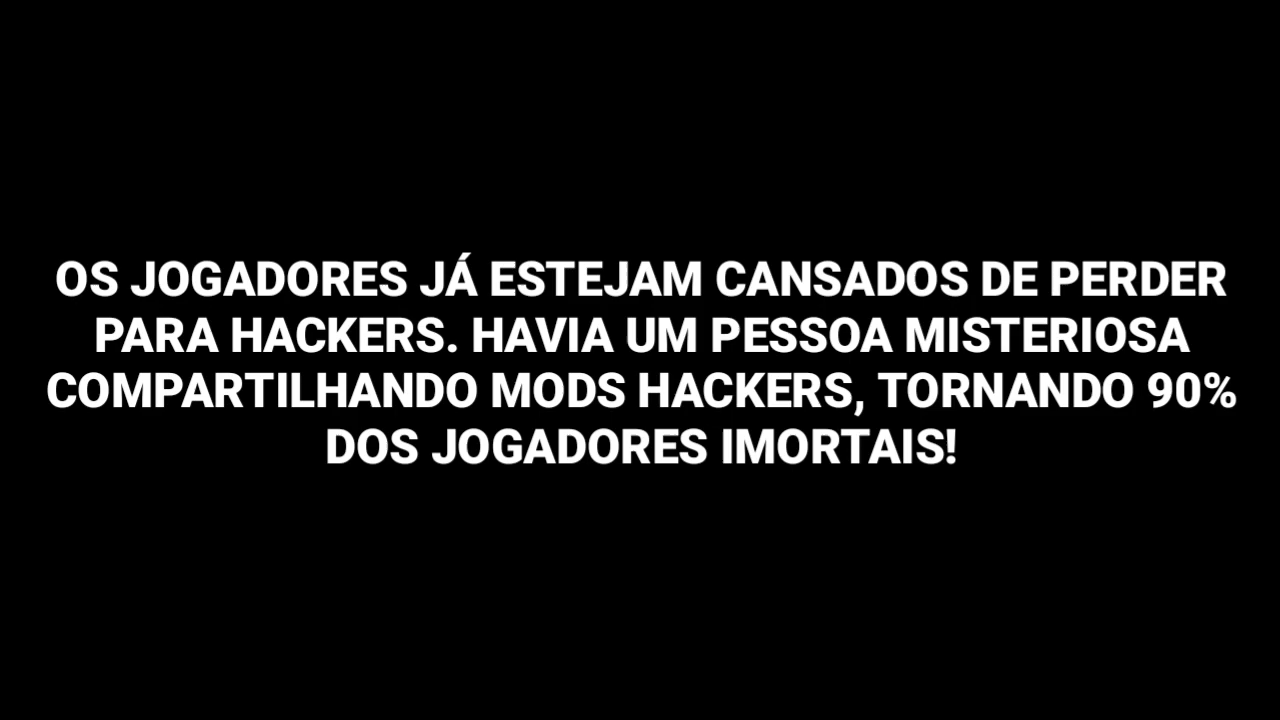 OS JOGADORES JÁ ESTEJAM CANSADOS DE PERDER
PARA HACKERS. HAVIA UM PESSOA MISTERIOSA
COMPARTILHANDO MODS HACKERS, TORNANDO 90%
DOS JOGADORES IMORTAIS!